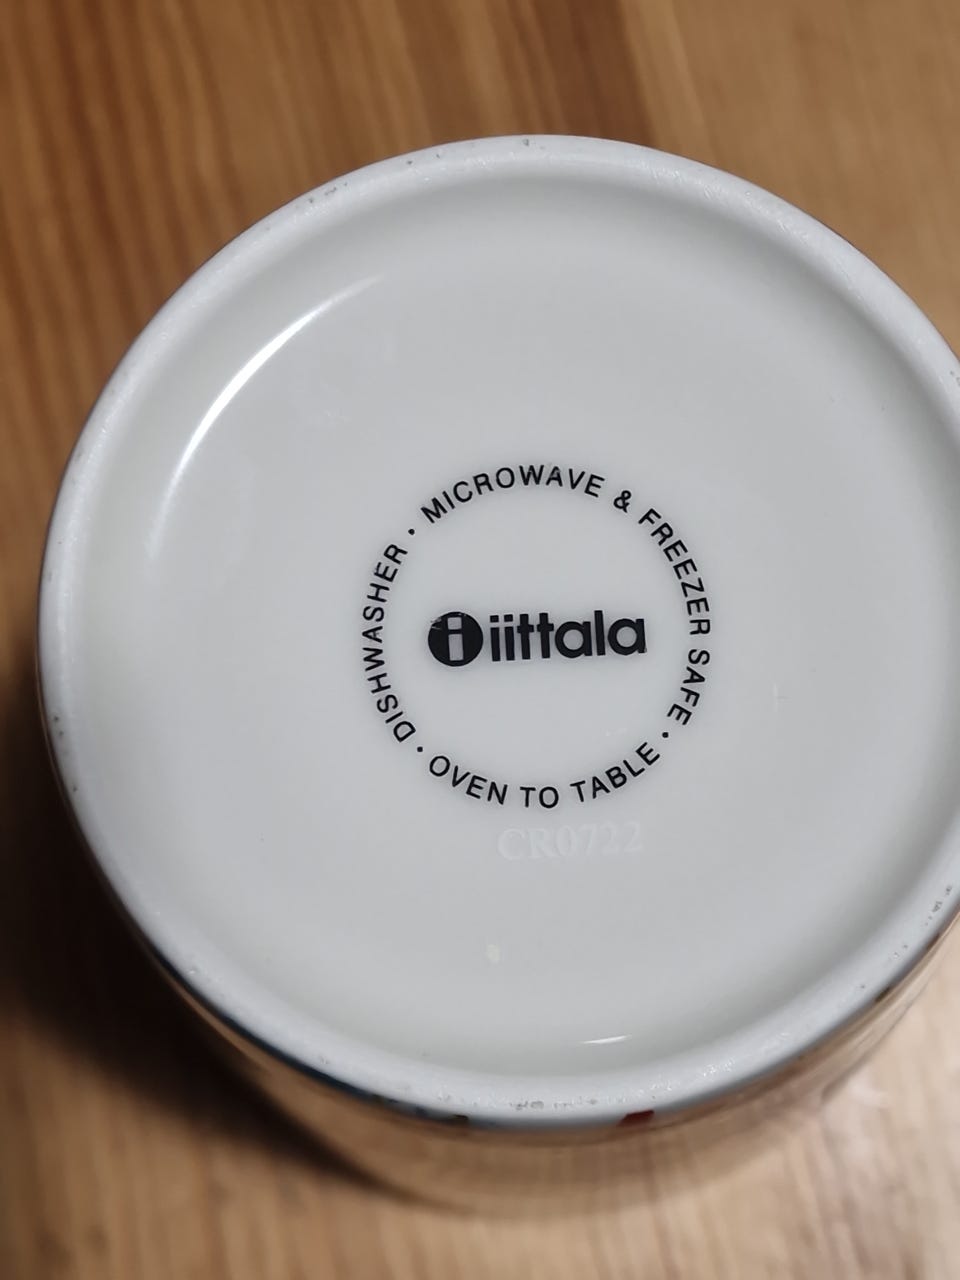 DISHWASHER · MICROWAVE & FREEZER SAFE · OVEN TO TABLE ·
i iittala
CR0722